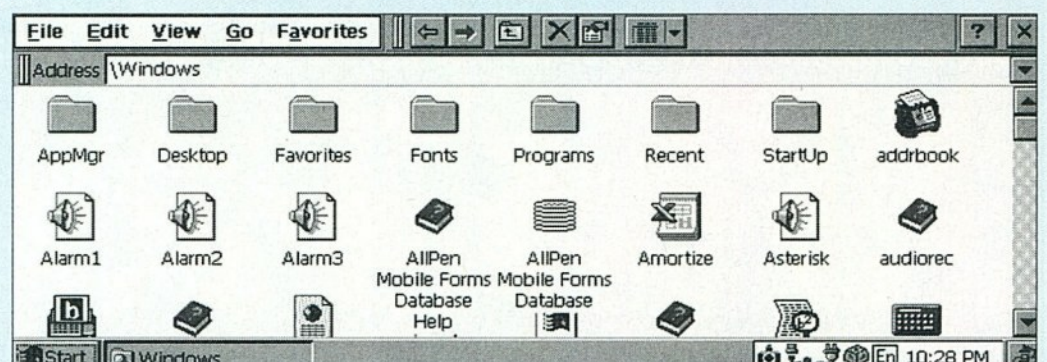 File Edit View Go Favorites ?
Address \Windows
AppMgr Desktop Favorites Fonts Programs Recent StartUp addrbook
Alarm1 Alarm2 Alarm3 AllPen Mobile Forms Database Help AllPen Mobile Forms Database Amortize Asterisk audiorec
Start Windows En 10:28 PM